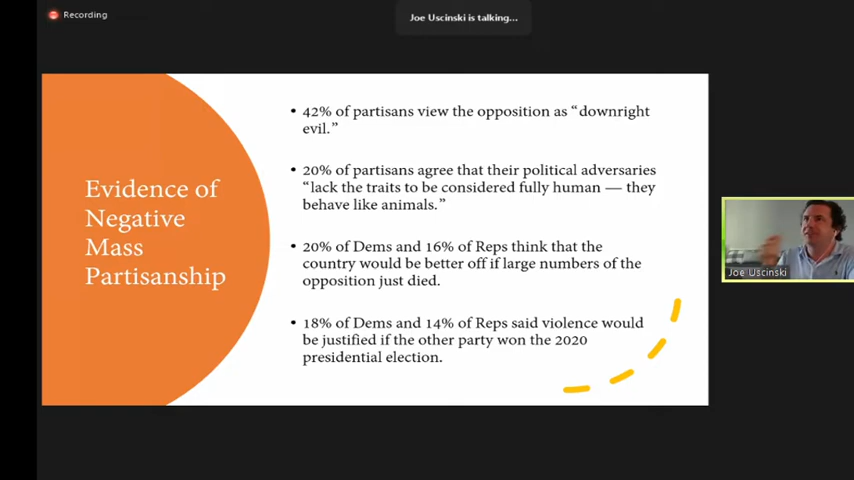 Recording
Joe Uscinski is talking...
Evidence of
Negative
Mass
Partisanship
• 42% of partisans view the opposition as “downright
evil.”
• 20% of partisans agree that their political adversaries
“lack the traits to be considered fully human — they
behave like animals.”
• 20% of Dems and 16% of Reps think that the
country would be better off if large numbers of the
opposition just died.
• 18% of Dems and 14% of Reps said violence would
be justified if the other party won the 2020
presidential election.
Joe Uscinski